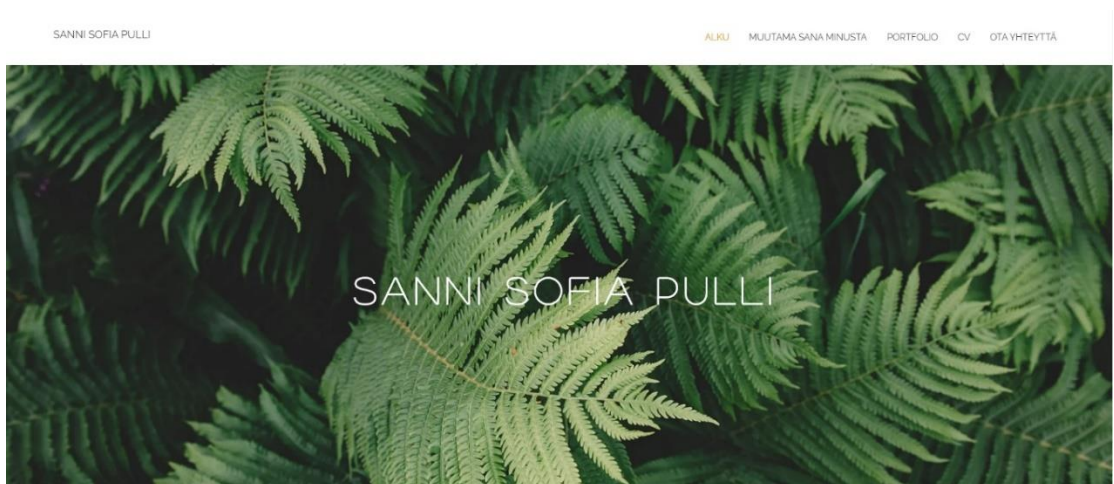 SANNI SOFIA PULLI
ALKU MUUTAMA SANA MINUSTA PORTFOLIO CV OTA YHTEYTTÄ
SANNI SOFIA PULLI